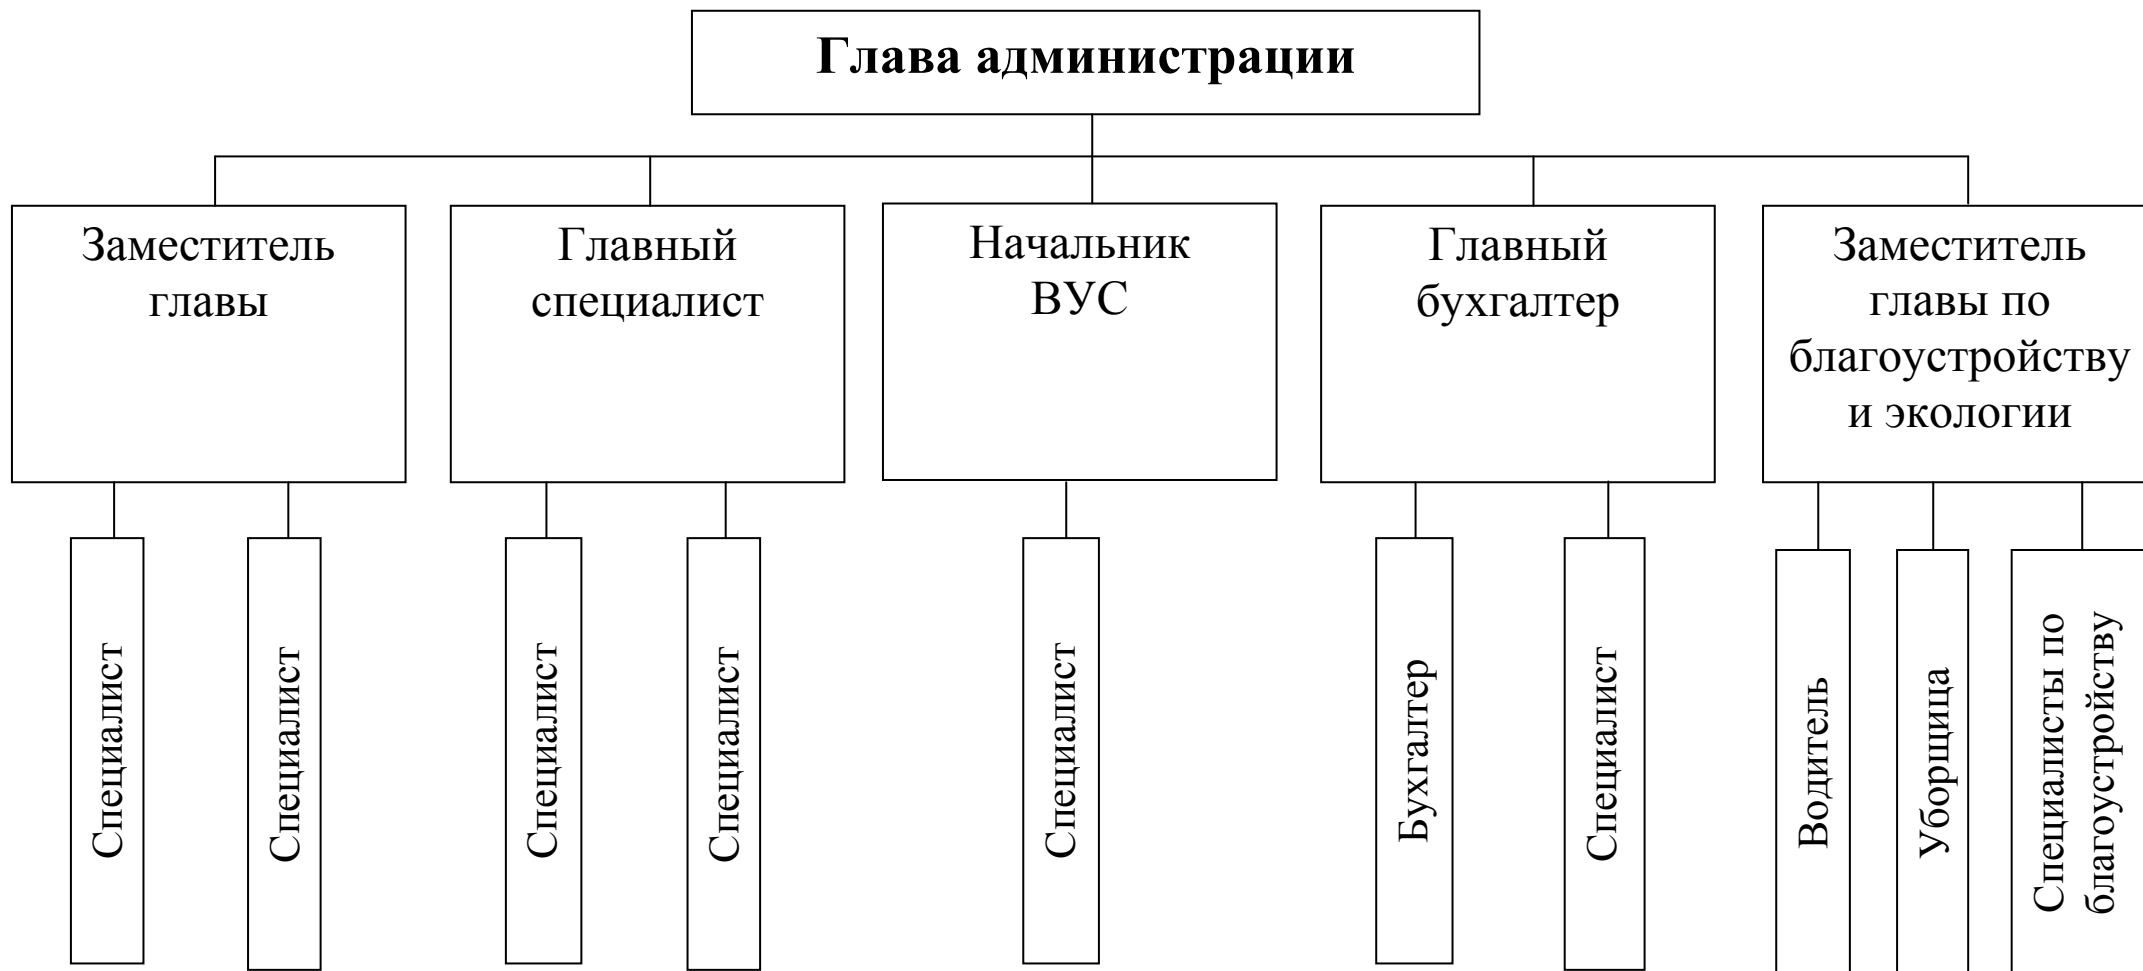 Глава администрации
Заместитель
главы
Главный
специалист
Начальник
ВУС
Главный
бухгалтер
Заместитель
главы по
благоустройству
и экологии
Специалист
Специалист
Специалист
Специалист
Специалист
Бухгалтер
Специалист
Водитель
Уборщица
Специалисты по
благоустройству